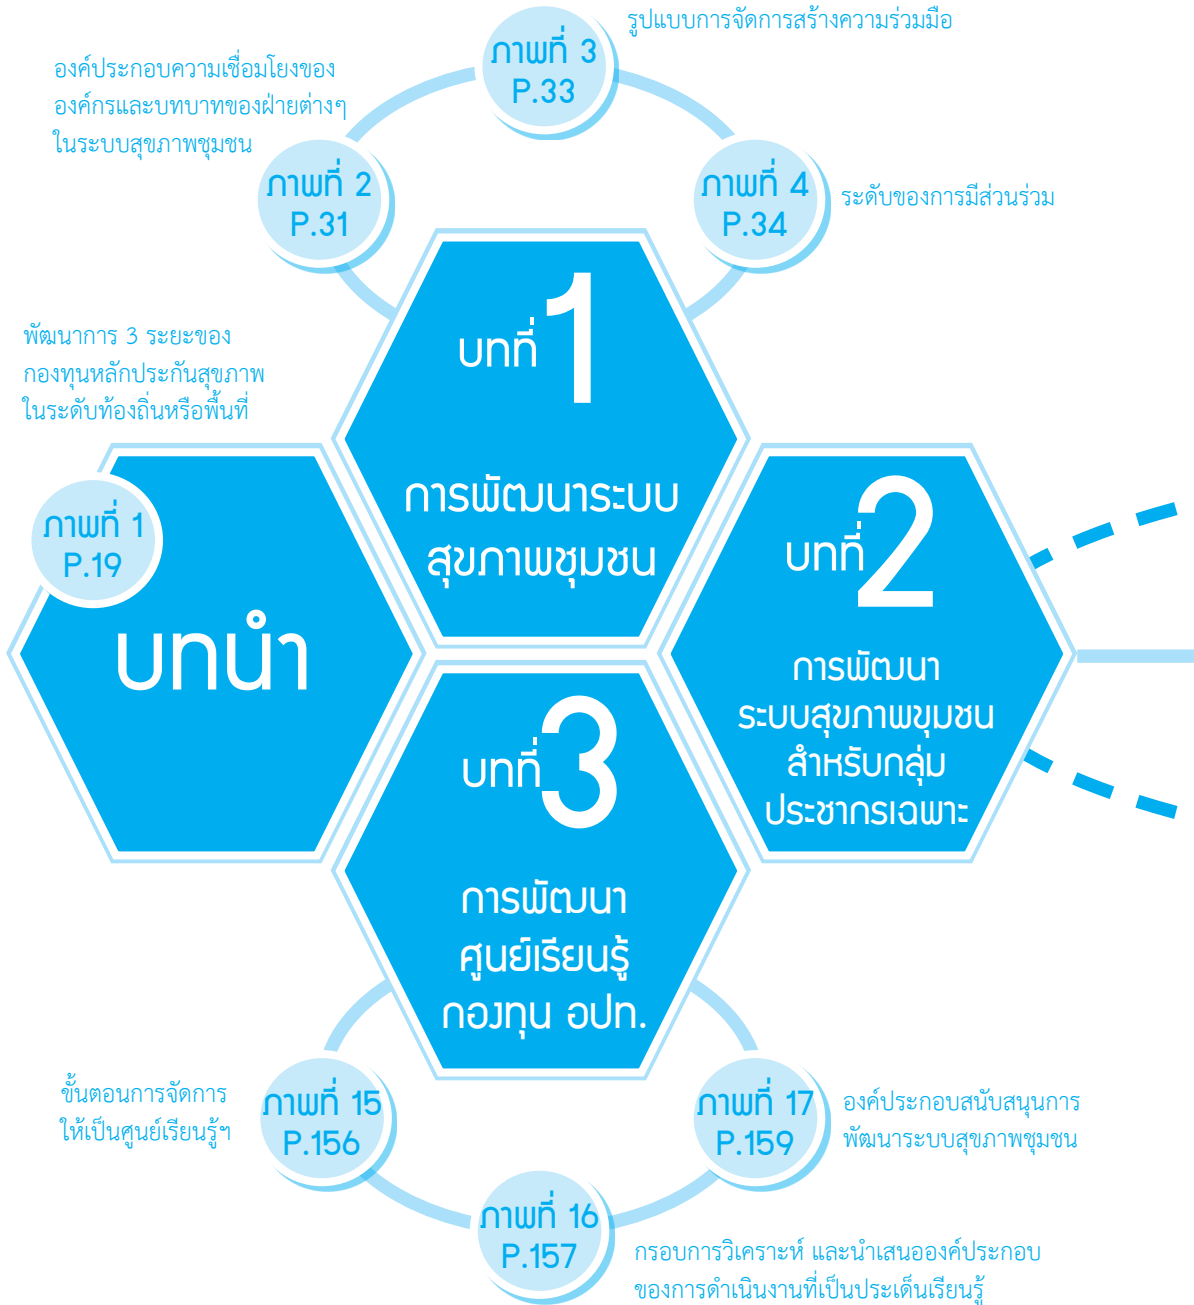 รูปแบบการจัดการสร้างความร่วมมือ
ภาพที่ 3
P.33
องค์ประกอบความเชื่อมโยงของ
องค์กรและบทบาทของฝ่ายต่างๆ
ในระบบสุขภาพชุมชน
ภาพที่ 2
P.31
ภาพที่ 4
P.34
ระดับของการมีส่วนร่วม
บทที่ 1
การพัฒนาระบบ
สุขภาพชุมชน
พัฒนาการ 3 ระยะของ
กองทุนหลักประกันสุขภาพ
ในระดับท้องถิ่นหรือพื้นที่
ภาพที่ 1
P.19
บทนำ
บทที่ 2
การพัฒนา
ระบบสุขภาพขุมชน
สำหรับกลุ่ม
ประชากรเฉพาะ
บทที่ 3
การพัฒนา
ศูนย์เรียนรู้
กองทุน อปท.
ขั้นตอนการจัดการ
ให้เป็นศูนย์เรียนรู้ฯ
ภาพที่ 15
P.156
ภาพที่ 17
P.159
องค์ประกอบสนับสนุนการ
พัฒนาระบบสุขภาพชุมชน
ภาพที่ 16
P.157
กรอบการวิเคราะห์ และนำเสนอองค์ประกอบ
ของการดำเนินงานที่เป็นประเด็นเรียนรู้